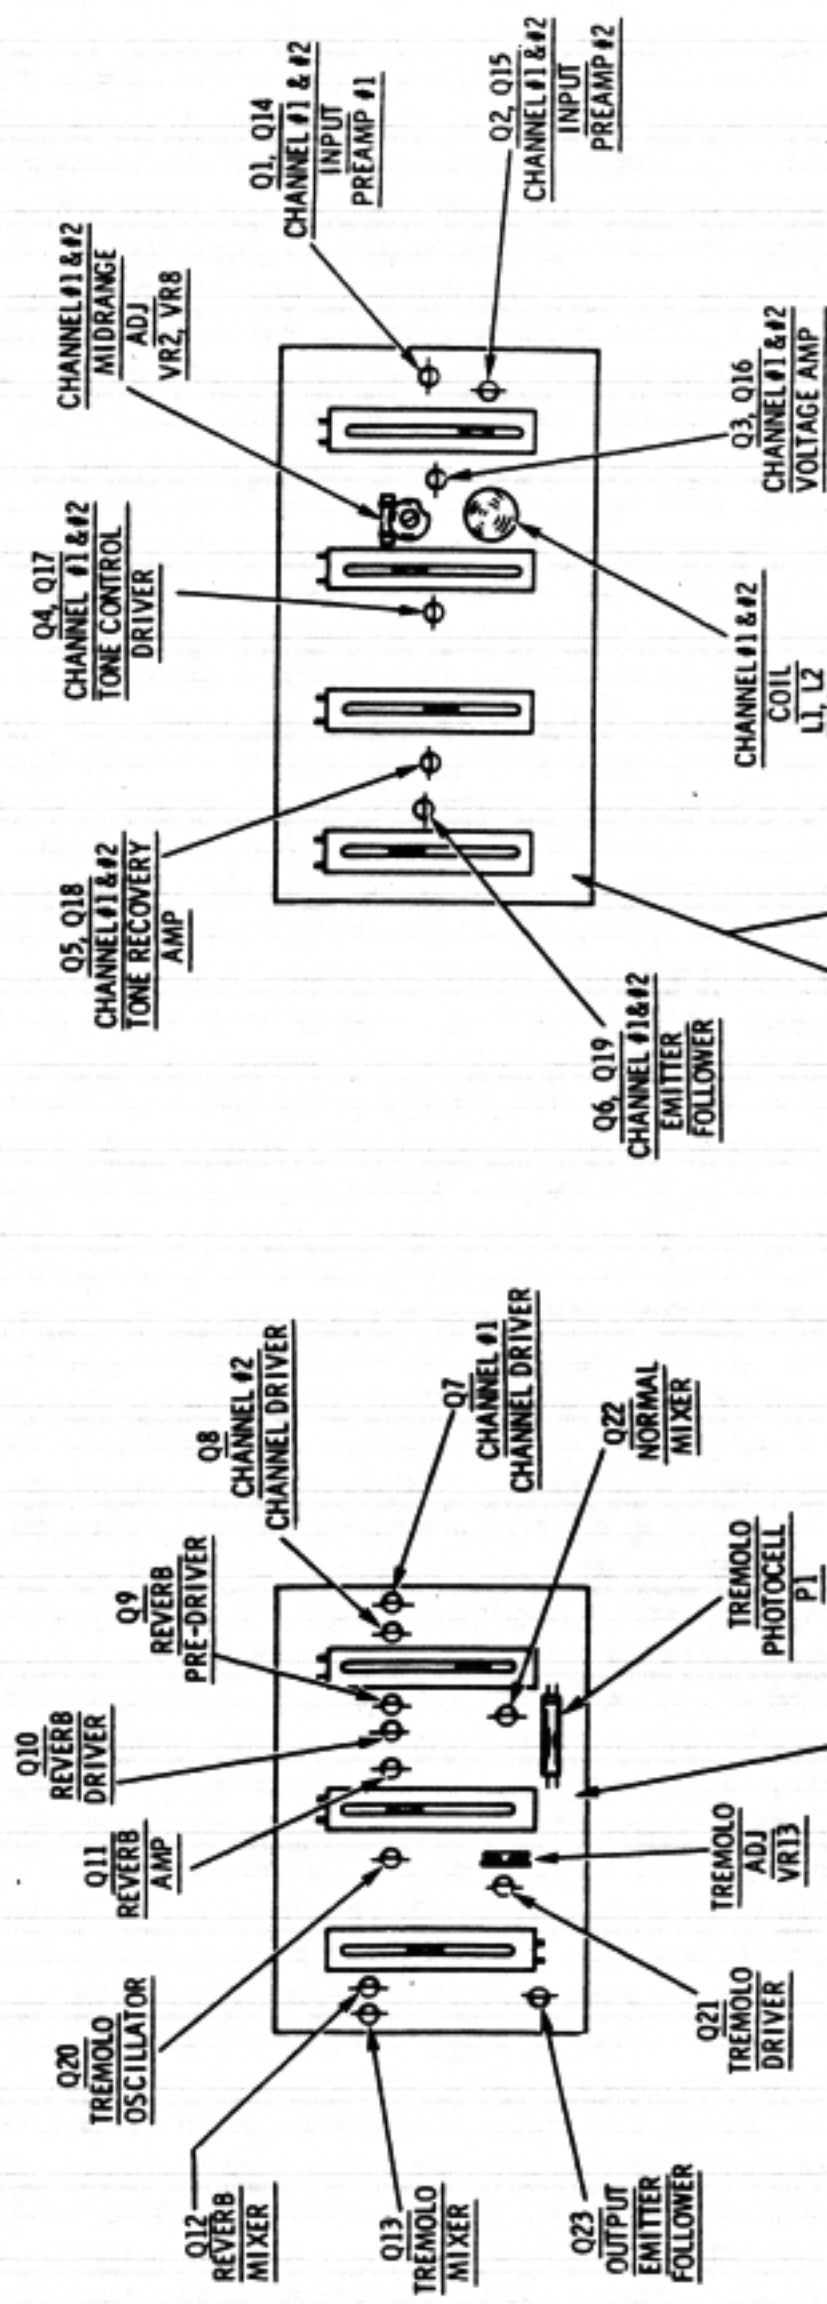 Q12
REVERB
MIXER
Q20
TREMOLO
OSCILLATOR
Q11
REVERB
AMP
Q10
REVERB
DRIVER
Q9
REVERB
PRE-DRIVER
Q8
CHANNEL #2
CHANNEL DRIVER
Q7
CHANNEL #1
CHANNEL DRIVER
Q22
NORMAL
MIXER
TREMOLO
PHOTOCELL
P1
TREMOLO
ADJ
VR13
Q21
TREMOLO
DRIVER
Q23
OUTPUT
EMITTER
FOLLOWER
Q13
TREMOLO
MIXER
Q5, Q18
CHANNEL #1 & #2
TONE RECOVERY
AMP
Q4, Q17
CHANNEL #1 & #2
TONE CONTROL
DRIVER
CHANNEL #1 & #2
MIDRANGE
ADJ
VR2, VR8
Q1, Q14
CHANNEL #1 & #2
INPUT
PREAMP #1
Q2, Q15
CHANNEL #1 & #2
INPUT
PREAMP #2
Q3, Q16
CHANNEL #1 & #2
VOLTAGE AMP
CHANNEL #1 & #2
COIL
L1, L2
Q6, Q19
CHANNEL #1 & #2
EMITTER
FOLLOWER